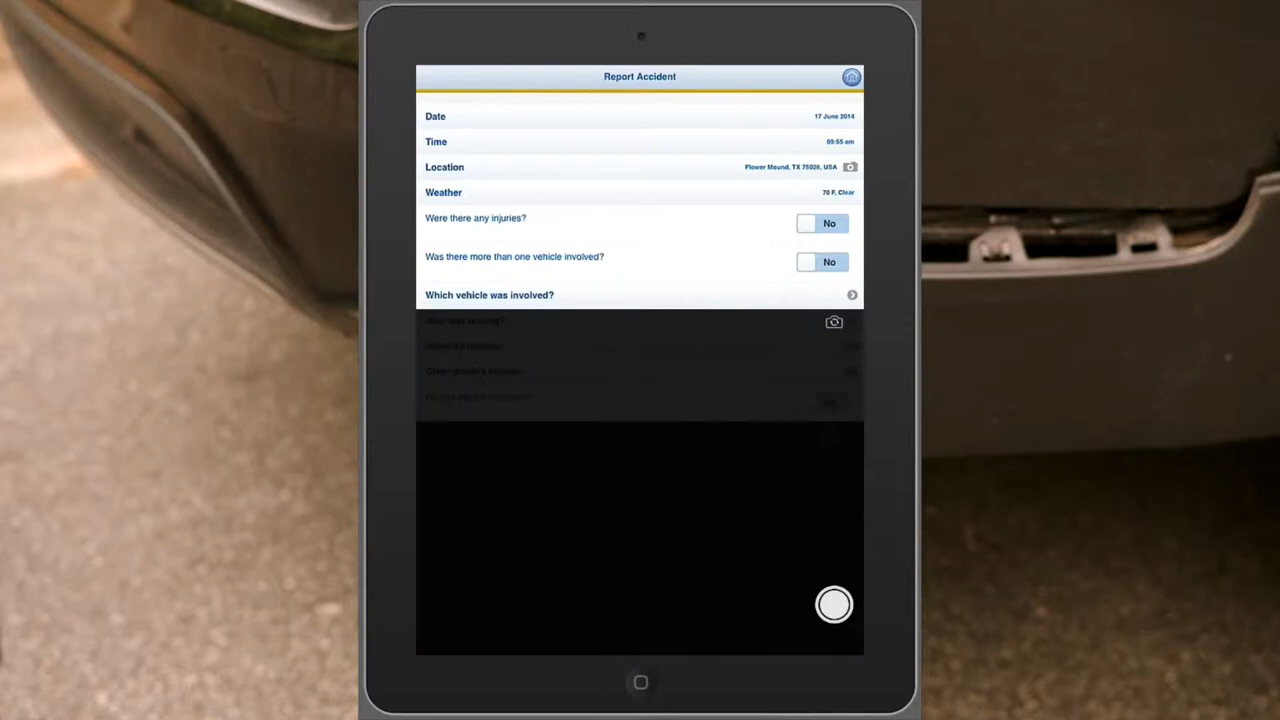 Report Accident
Date 17 June 2014
Time 09:55 am
Location Flower Mound, TX 75028, USA
Weather 70 F, Clear
Were there any injuries? No
Was there more than one vehicle involved? No
Which vehicle was involved?